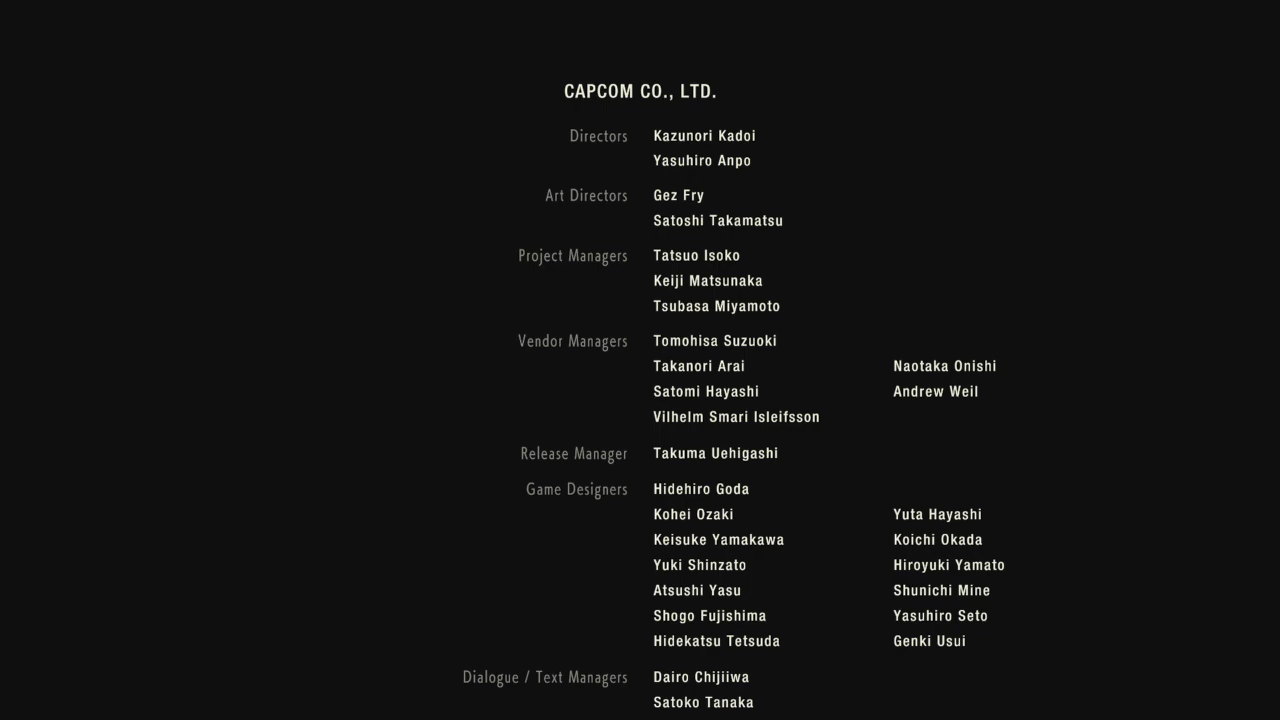 CAPCOM CO., LTD.
Directors Kazunori Kadoi
Yasuhiro Anpo
Art Directors Gez Fry
Satoshi Takamatsu
Project Managers Tatsuo Isoko
Keiji Matsunaka
Tsubasa Miyamoto
Vendor Managers Tomohisa Suzuoki
Takanori Arai Naotaka Onishi
Satomi Hayashi Andrew Weil
Vilhelm Smari Isleifsson
Release Manager Takuma Uehigashi
Game Designers Hidehiro Goda
Kohei Ozaki Yuta Hayashi
Keisuke Yamakawa Koichi Okada
Yuki Shinzato Hiroyuki Yamato
Atsushi Yasu Shunichi Mine
Shogo Fujishima Yasuhiro Seto
Hidekatsu Tetsuda Genki Usui
Dialogue / Text Managers Dairo Chijiiwa
Satoko Tanaka